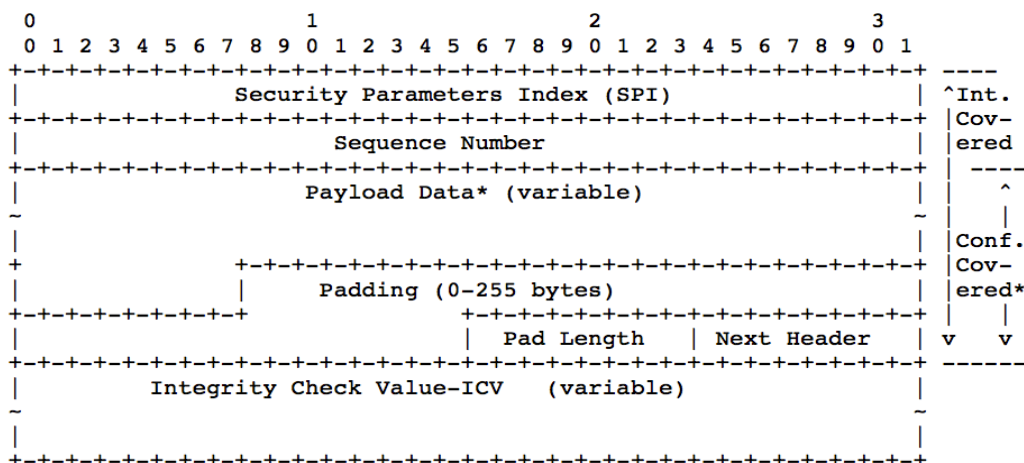 0                   1                   2                   3
 0 1 2 3 4 5 6 7 8 9 0 1 2 3 4 5 6 7 8 9 0 1 2 3 4 5 6 7 8 9 0 1
+-+-+-+-+-+-+-+-+-+-+-+-+-+-+-+-+-+-+-+-+-+-+-+-+-+-+-+-+-+-+-+-+ ----
|               Security Parameters Index (SPI)                 | ^Int.
+-+-+-+-+-+-+-+-+-+-+-+-+-+-+-+-+-+-+-+-+-+-+-+-+-+-+-+-+-+-+-+-+ |Cov-
|                      Sequence Number                          | |ered
+-+-+-+-+-+-+-+-+-+-+-+-+-+-+-+-+-+-+-+-+-+-+-+-+-+-+-+-+-+-+-+-+ | ----
|                    Payload Data* (variable)                   | |   ^
~                                                               ~ |   |
|                                                               | |Conf.
+               +-+-+-+-+-+-+-+-+-+-+-+-+-+-+-+-+-+-+-+-+-+-+-+-+ |Cov-
|               |     Padding (0-255 bytes)                     | |ered*
+-+-+-+-+-+-+-+-+               +-+-+-+-+-+-+-+-+-+-+-+-+-+-+-+-+ |   |
|                               |  Pad Length   | Next Header   | v   v
+-+-+-+-+-+-+-+-+-+-+-+-+-+-+-+-+-+-+-+-+-+-+-+-+-+-+-+-+-+-+-+-+ ------
|         Integrity Check Value-ICV   (variable)                |
~                                                               ~
|                                                               |
+-+-+-+-+-+-+-+-+-+-+-+-+-+-+-+-+-+-+-+-+-+-+-+-+-+-+-+-+-+-+-+-+